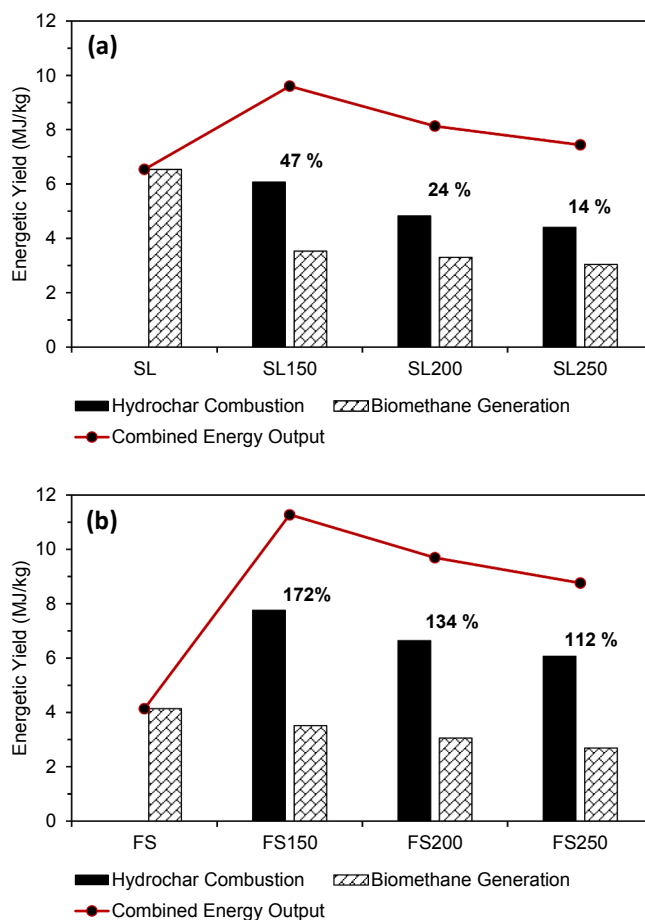 (a)
Energetic Yield (MJ/kg)
12
10
8
6
4
2
0
47 %
24 %
14 %
SL
SL150
SL200
SL250
Hydrochar Combustion
Biomethane Generation
Combined Energy Output
(b)
Energetic Yield (MJ/kg)
12
10
8
6
4
2
0
172%
134 %
112 %
FS
FS150
FS200
FS250
Hydrochar Combustion
Biomethane Generation
Combined Energy Output